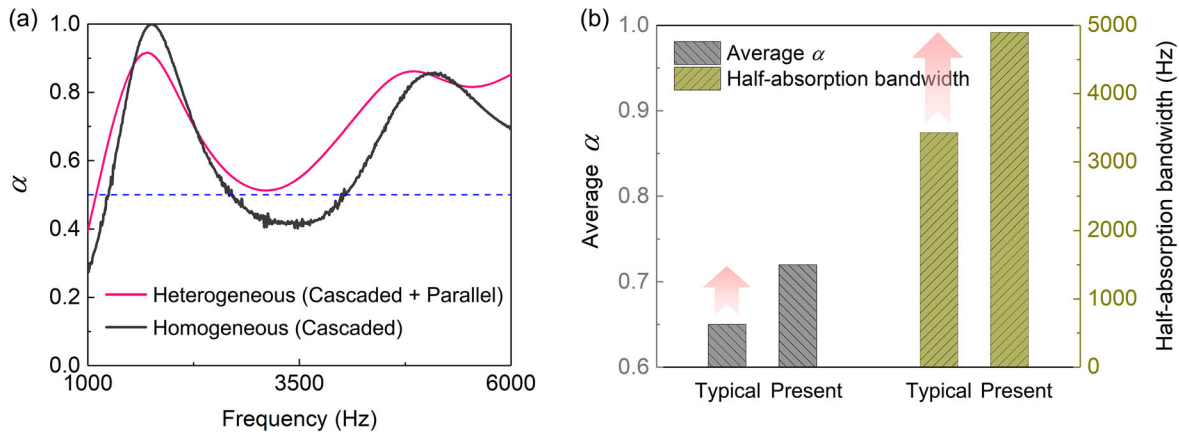 (a)
1.0
0.8
0.6
0.4
0.2
0.0
α
Heterogeneous (Cascaded + Parallel)
Homogeneous (Cascaded)
1000
3500
6000
Frequency (Hz)
(b)
1.0
0.9
0.8
0.7
0.6
Average α
Average α
Half-absorption bandwidth
Typical Present
Typical Present
5000
4000
3000
2000
1000
0
Half-absorption bandwidth (Hz)